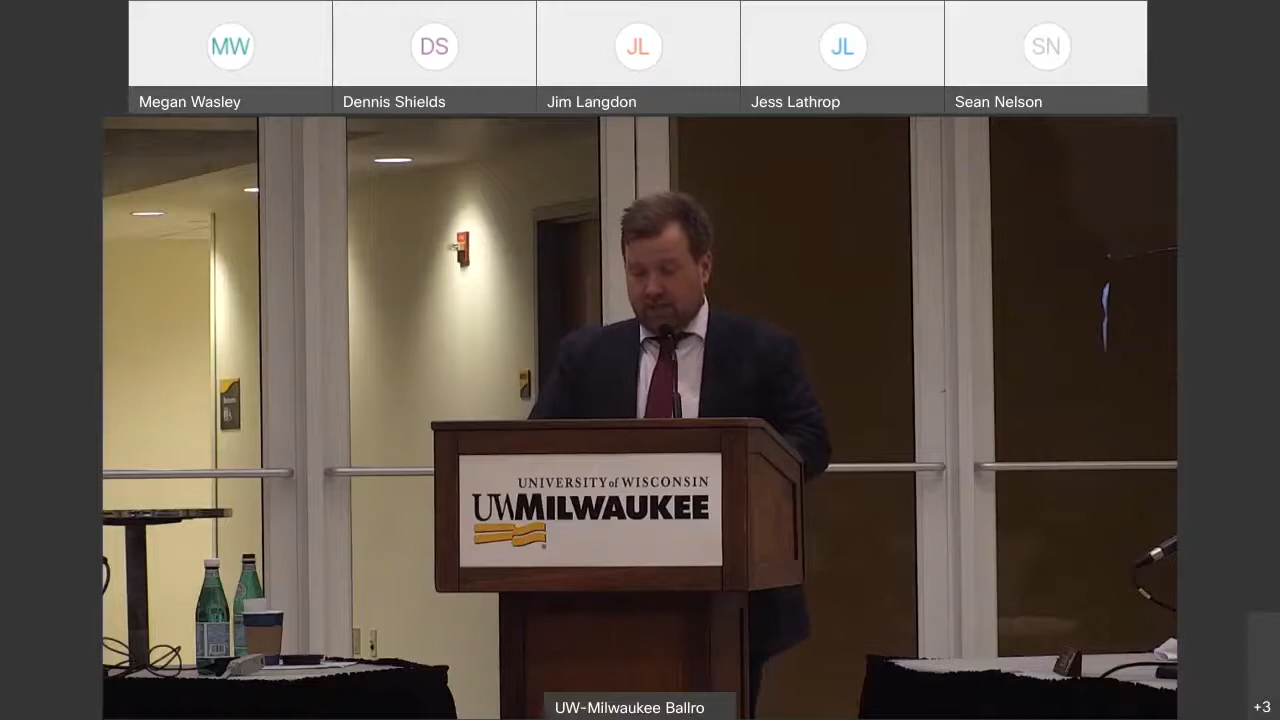 MW
DS
JL
JL
SN
Megan Wasley
Dennis Shields
Jim Langdon
Jess Lathrop
Sean Nelson
UNIVERSITY of WISCONSIN
UWMILWAUKEE
UW-Milwaukee Ballro
+3